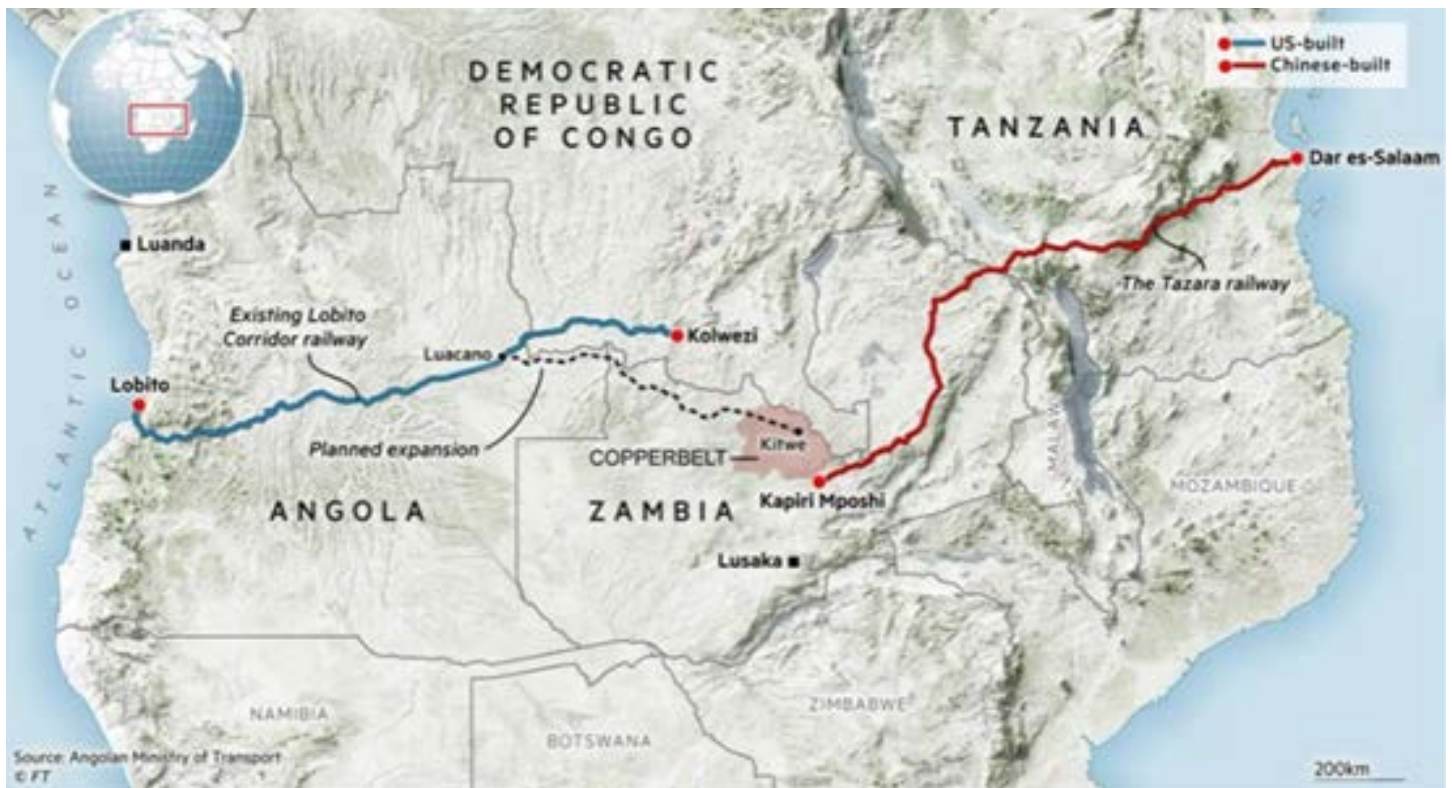 US-built
Chinese-built
DEMOCRATIC
REPUBLIC
OF CONGO
TANZANIA
Dar es-Salaam
ATLANTIC OCEAN
Luanda
The Tazara railway
Existing Lobito
Corridor railway
Luacano
Kolwezi
Lobito
Planned expansion
Kitwe
COPPERBELT
MALAWI
MOZAMBIQUE
ANGOLA
ZAMBIA
Kapiri Mposhi
Lusaka
NAMIBIA
BOTSWANA
ZIMBABWE
Source: Angolan Ministry of Transport
© FT
200km